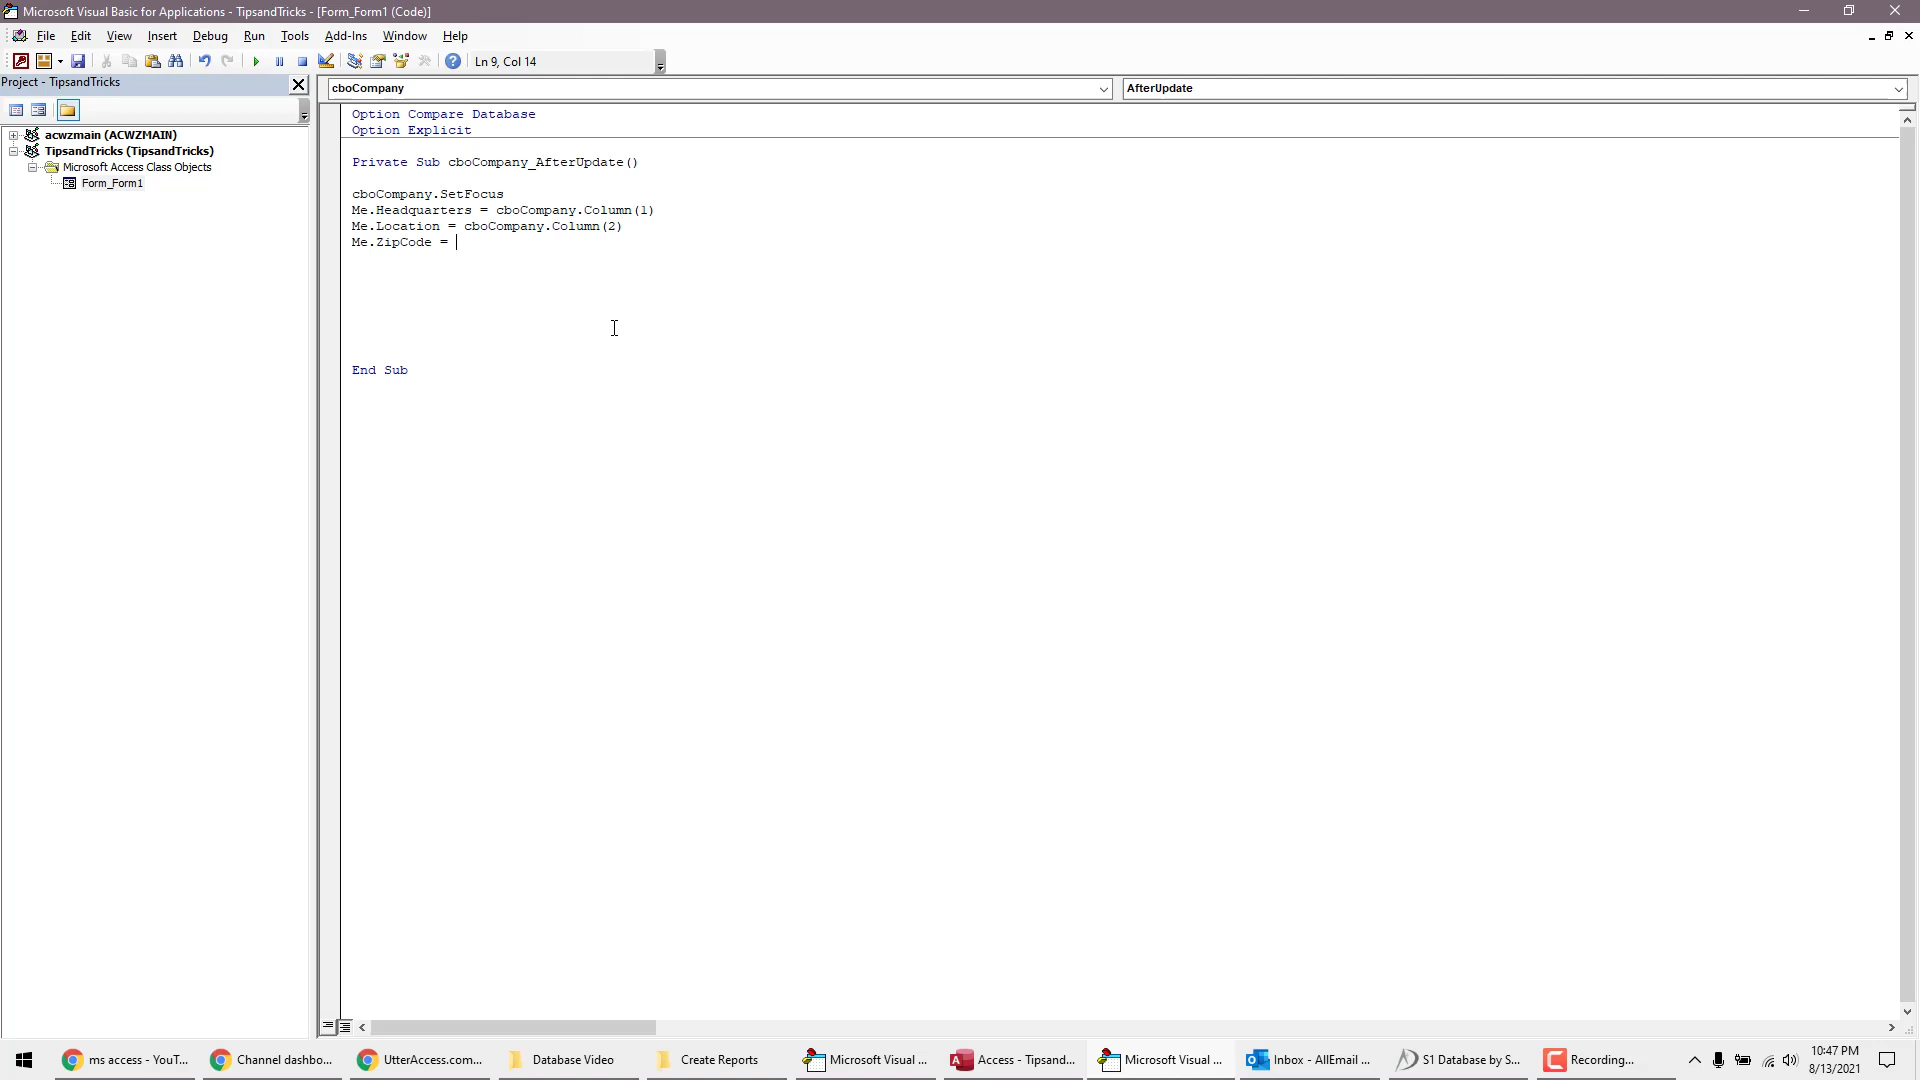 Microsoft Visual Basic for Applications - TipsandTricks - [Form_Form1 (Code)]
File Edit View Insert Debug Run Tools Add-Ins Window Help
Ln 9, Col 14
Project - TipsandTricks
cboCompany
AfterUpdate
acwzmain (ACWZMAIN)
TipsandTricks (TipsandTricks)
Microsoft Access Class Objects
Form_Form1
Option Compare Database
Option Explicit
Private Sub cboCompany_AfterUpdate()
cboCompany.SetFocus
Me.Headquarters = cboCompany.Column(1)
Me.Location = cboCompany.Column(2)
Me.ZipCode =
End Sub
ms access - YouT...
Channel dashbo...
UtterAccess.com...
Database Video
Create Reports
Microsoft Visual ...
Access - Tipsand...
Microsoft Visual ...
Inbox - AllEmail ...
S1 Database by S...
Recording...
10:47 PM
8/13/2021